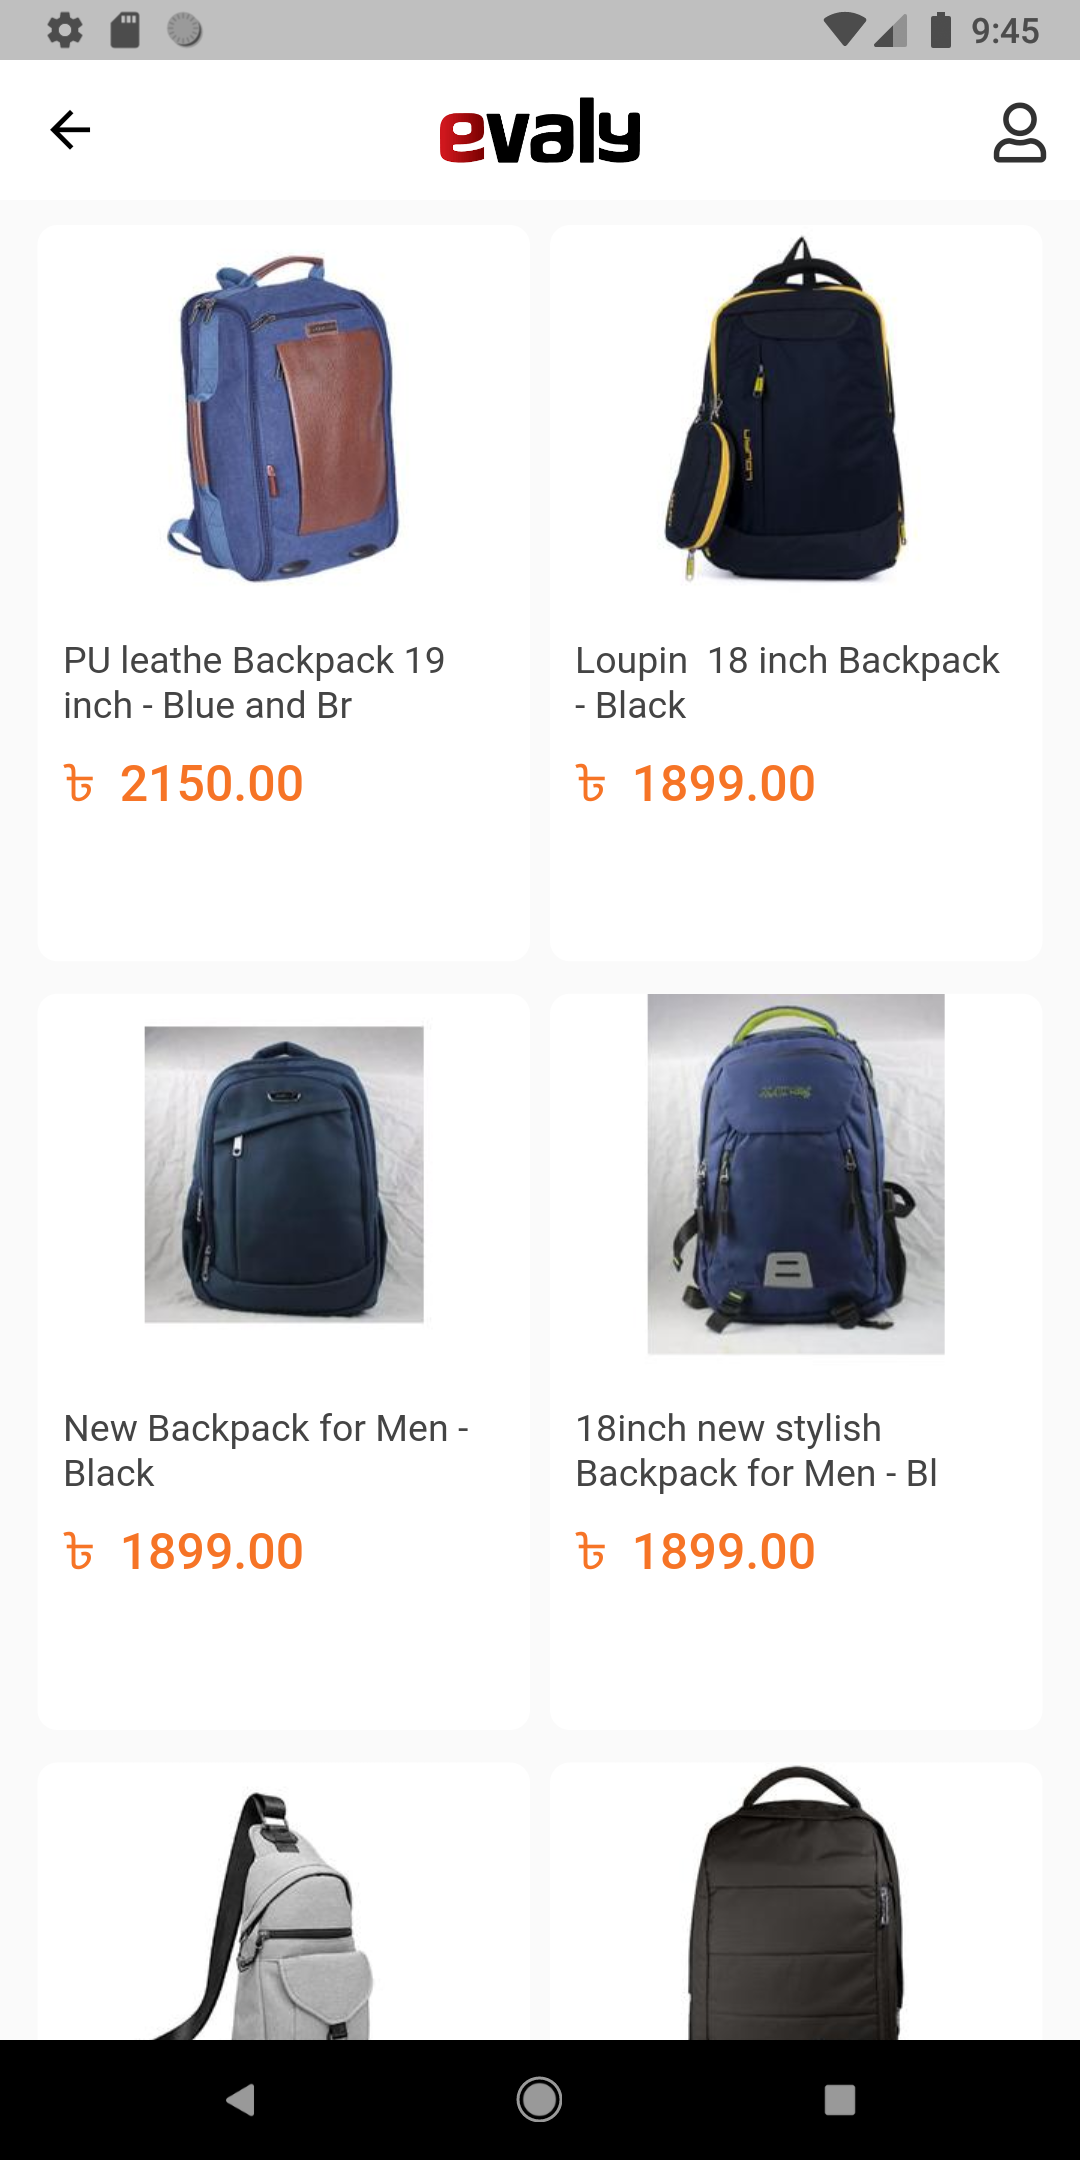 9:45
evaly
PU leathe Backpack 19
inch - Blue and Br
৳ 2150.00
Loupin  18 inch Backpack
- Black
৳ 1899.00
LOUPIN
New Backpack for Men -
Black
৳ 1899.00
18inch new stylish
Backpack for Men - Bl
৳ 1899.00